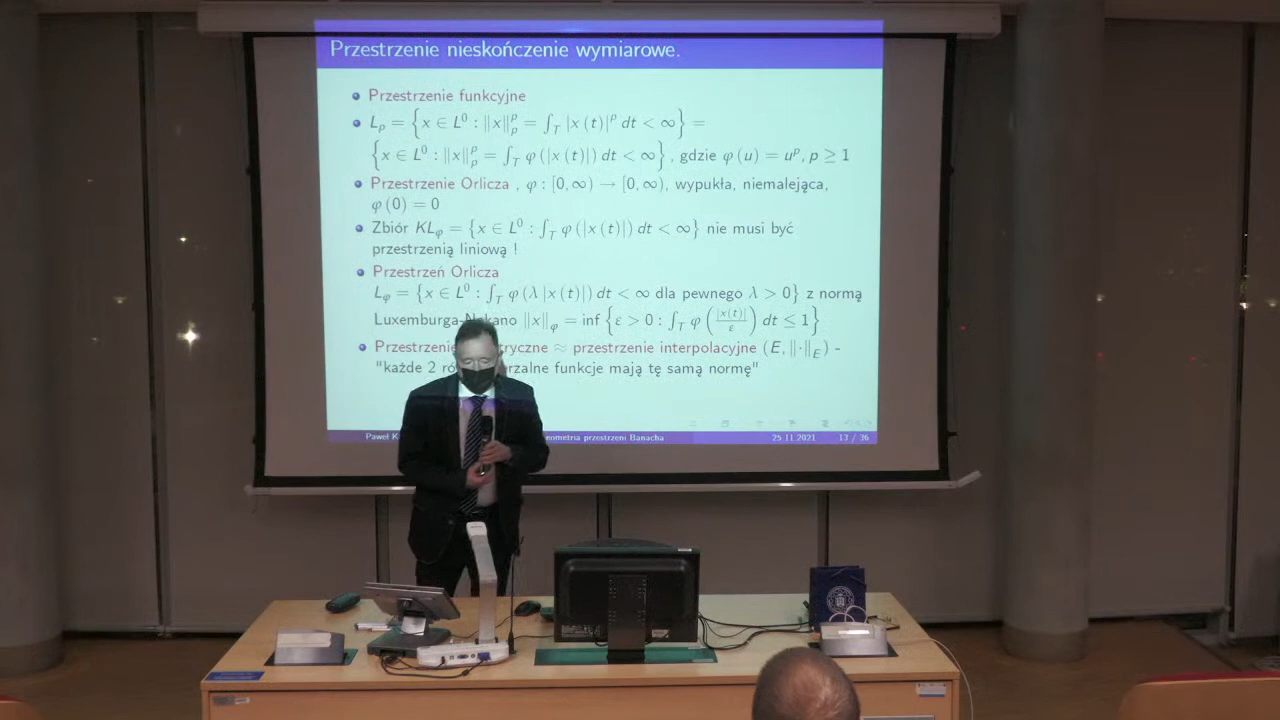 Przestrzenie nieskończenie wymiarowe.
Przestrzenie funkcyjne
L_p = {x ∈ L^0 : ‖x‖_p^p = ∫_T |x (t)|^p dt < ∞} =
{x ∈ L^0 : ‖x‖_p^p = ∫_T φ (|x (t)|) dt < ∞} , gdzie φ (u) = u^p, p ≥ 1
Przestrzenie Orlicza , φ : [0, ∞) → [0, ∞), wypukła, niemalejąca,
φ (0) = 0
Zbiór KL_φ = {x ∈ L^0 : ∫_T φ (|x (t)|) dt < ∞} nie musi być
przestrzenią liniową !
Przestrzeń Orlicza
L_φ = {x ∈ L^0 : ∫_T φ (λ |x (t)|) dt < ∞ dla pewnego λ > 0} z normą
Luxemburga-Nakano ‖x‖_φ = inf {ε > 0 : ∫_T φ (|x(t)|/ε) dt ≤ 1}
Przestrzenie ≈ przestrzenie interpolacyjne (E, ‖·‖_E) -
"każde 2 funkcje mają tę samą normę"
Paweł przestrzeni Banacha 25.11.2021 13 / 36